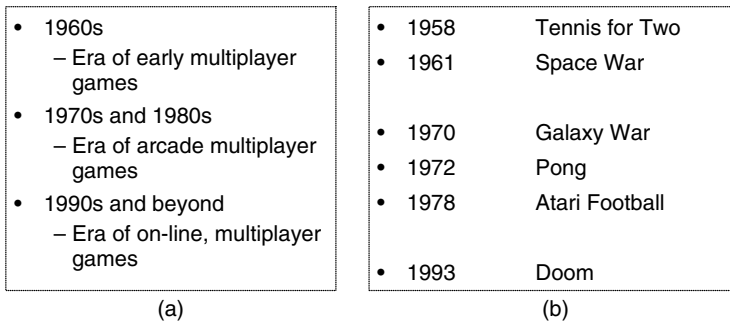 • 1960s
– Era of early multiplayer
games
• 1970s and 1980s
– Era of arcade multiplayer
games
• 1990s and beyond
– Era of on-line, multiplayer
games
(a)
• 1958 Tennis for Two
• 1961 Space War
• 1970 Galaxy War
• 1972 Pong
• 1978 Atari Football
• 1993 Doom
(b)